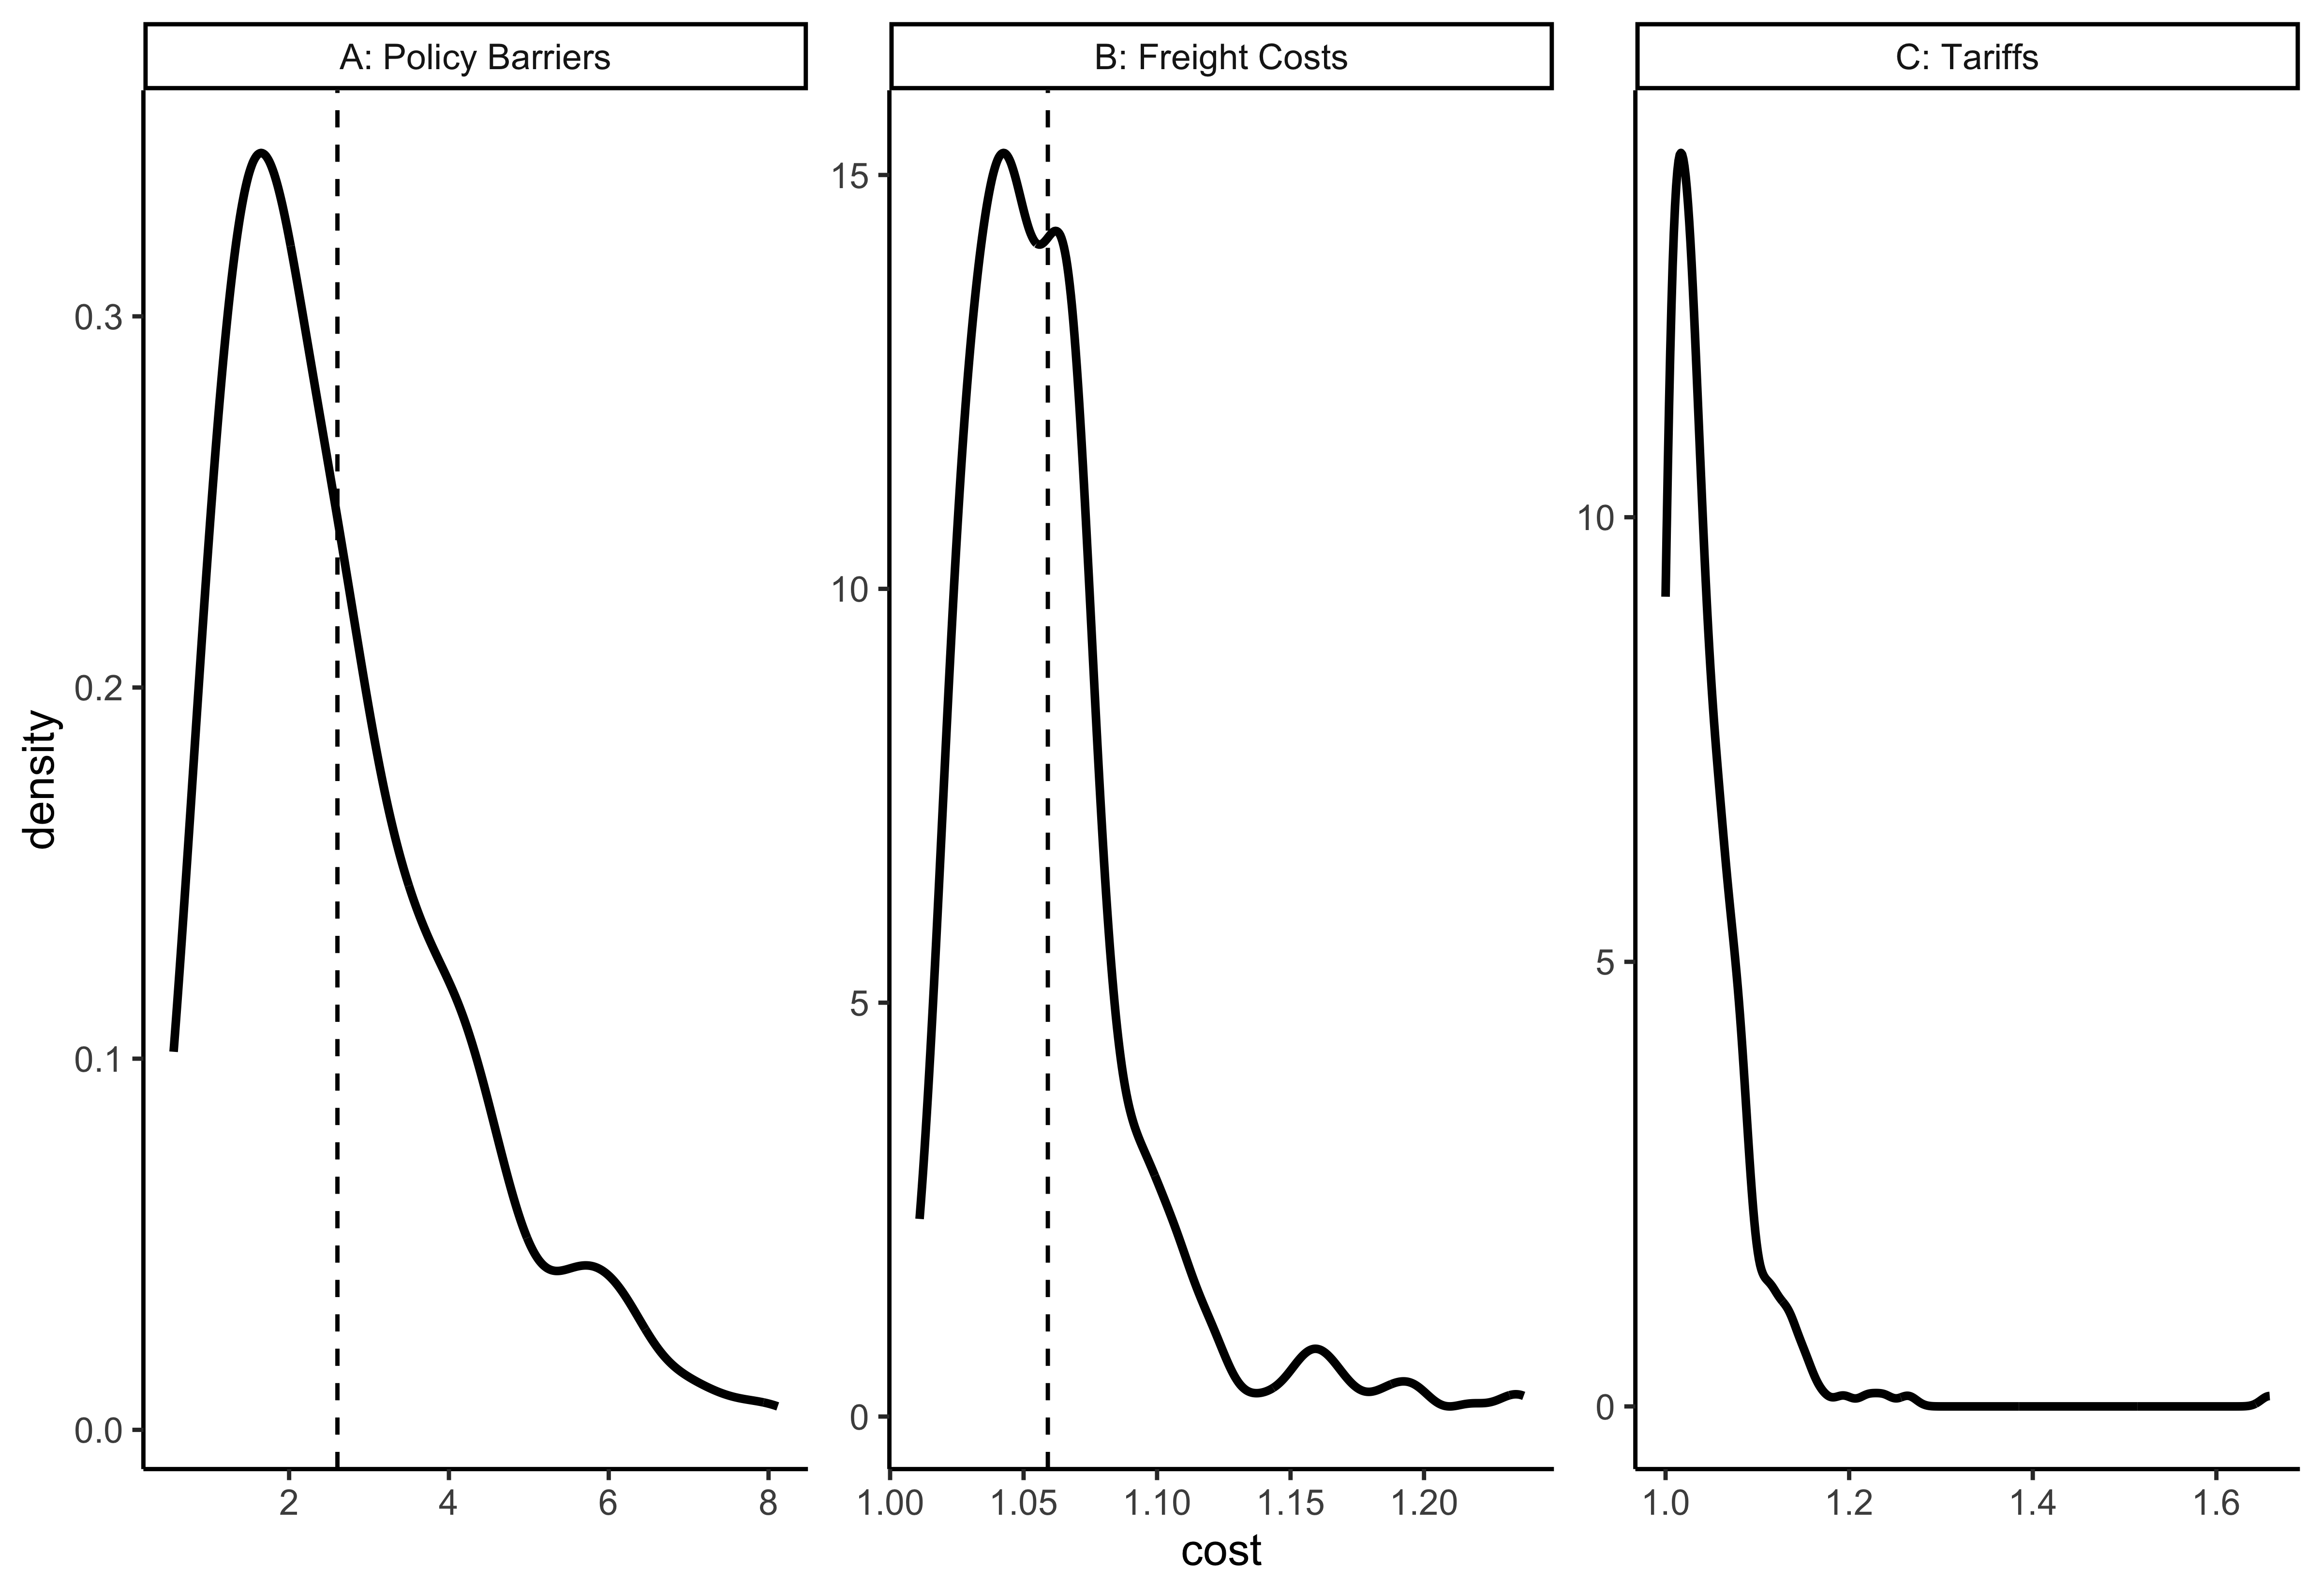 A: Policy Barriers
B: Freight Costs
C: Tariffs
density
0.3
0.2
0.1
0.0
2 4 6 8
15
10
5
0
1.00 1.05 1.10 1.15 1.20
10
5
0
1.0 1.2 1.4 1.6
cost